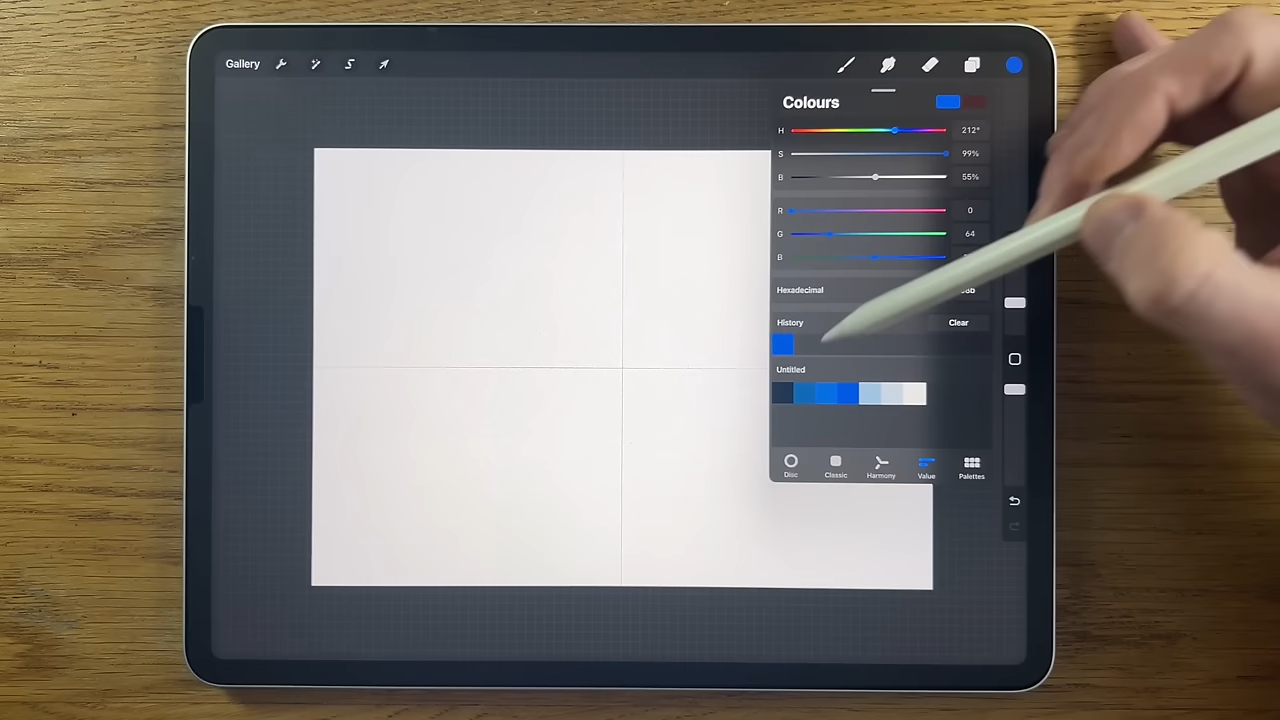 Gallery
Colours
H 212°
S 99%
B 55%
R 0
G 64
B
Hexadecimal
History Clear
Untitled
Disc Classic Harmony Value Palettes